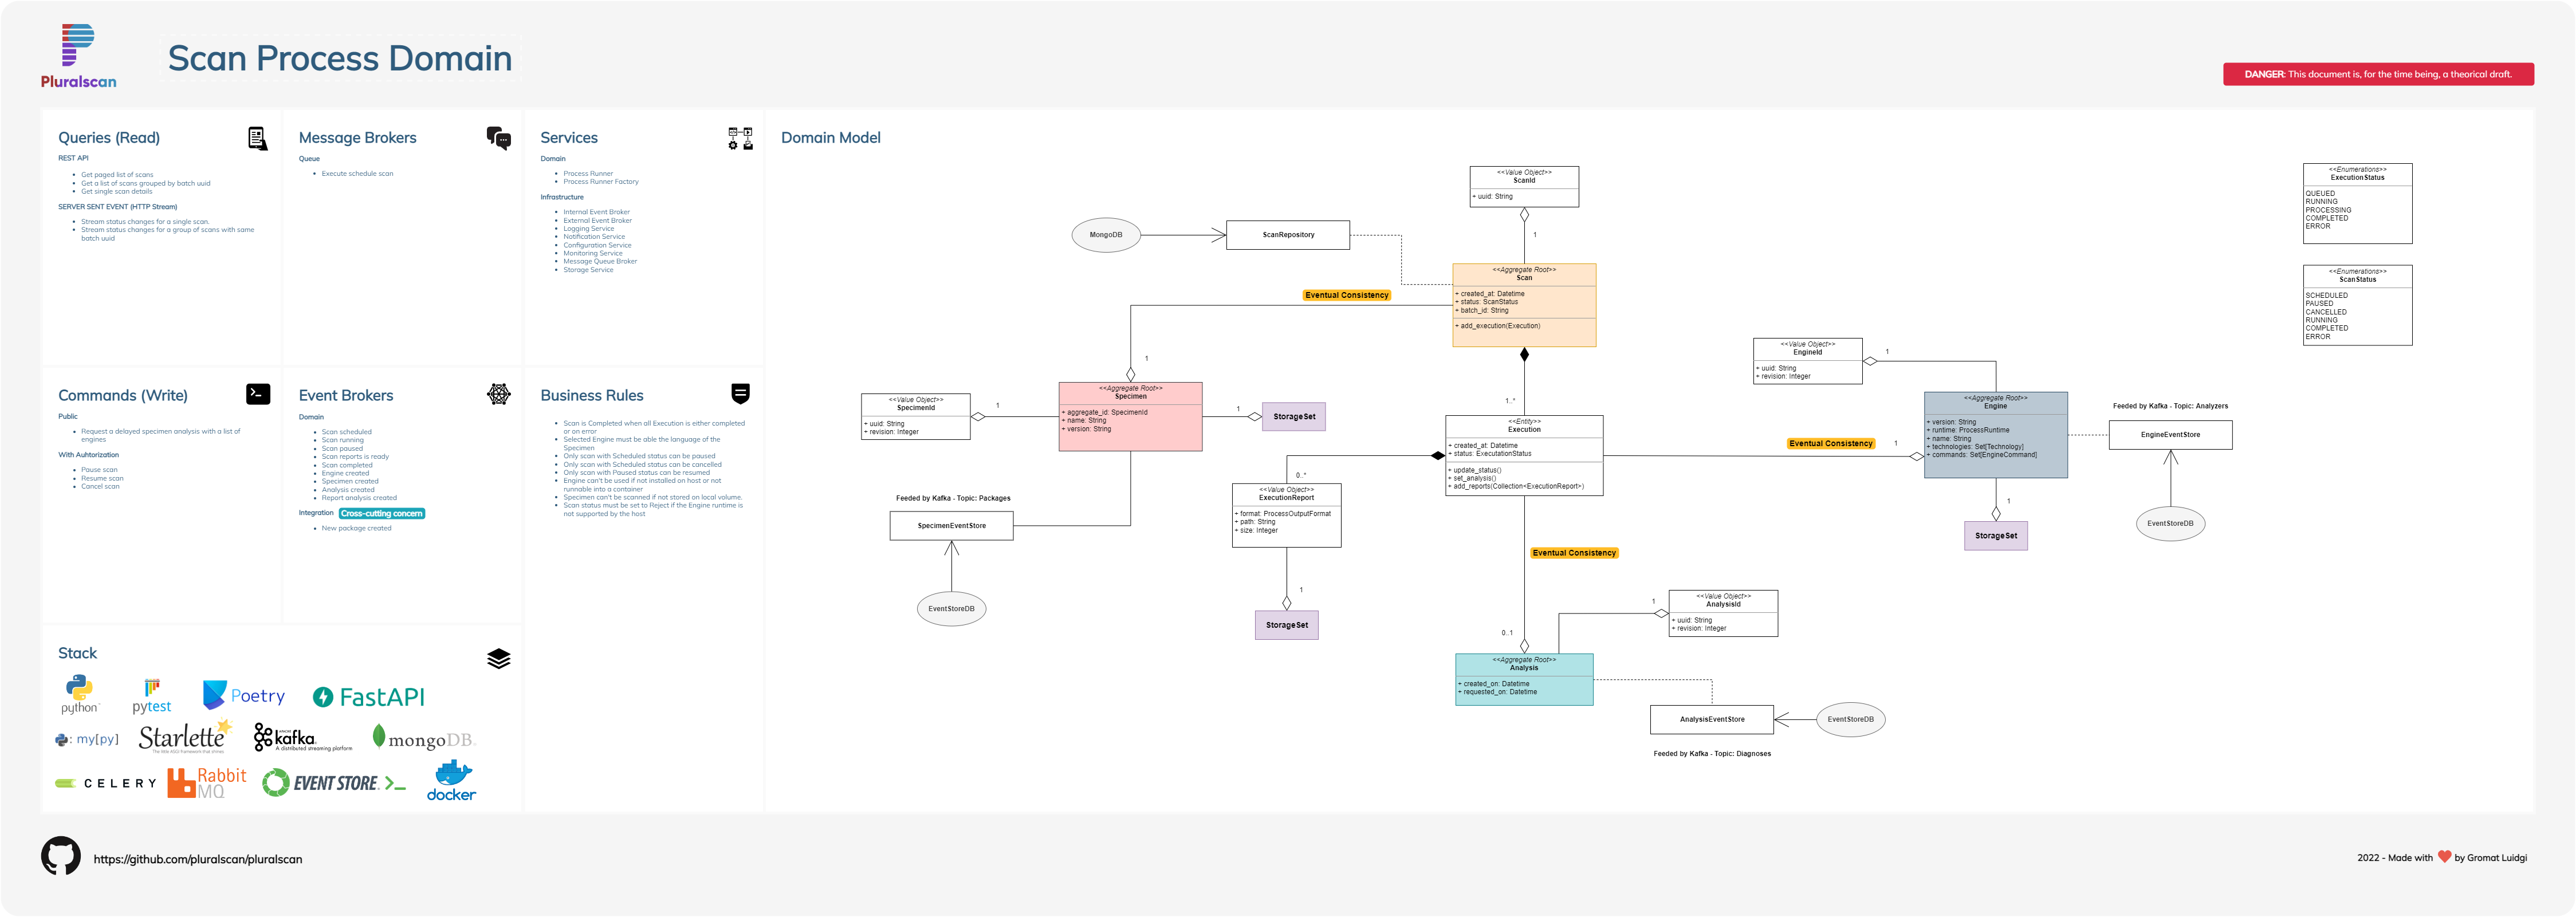 Pluralscan
Scan Process Domain
DANGER: This document is, for the time being, a theorical draft.
Queries (Read)
REST API
Get paged list of scans
Get a list of scans grouped by batch uuid
Get single scan details
SERVER SENT EVENT (HTTP Stream)
Stream status changes for a single scan.
Stream status changes for a group of scans with same
batch uuid
Message Brokers
Queue
Execute schedule scan
Services
Domain
Process Runner
Process Runner Factory
Infrastructure
Internal Event Broker
External Event Broker
Logging Service
Notification Service
Configuration Service
Monitoring Service
Message Queue Broker
Storage Service
Commands (Write)
Public
Request a delayed specimen analysis with a list of
engines
With Auhtorization
Pause scan
Resume scan
Cancel scan
Event Brokers
Domain
Scan scheduled
Scan running
Scan paused
Scan reports is ready
Scan completed
Engine created
Specimen created
Analysis created
Report analysis created
Integration Cross-cutting concern
New package created
Business Rules
Scan is Completed when all Execution is either completed
or on error
Selected Engine must be able the language of the
Specimen
Only scan with Scheduled status can be paused
Only scan with Scheduled status can be cancelled
Only scan with Paused status can be resumed
Engine can't be used if not installed on host or not
runnable into a container
Specimen can't be scanned if not stored on local volume.
Scan status must be set to Reject if the Engine runtime is
not supported by the host
Stack
python
pytest
Poetry
FastAPI
: my[py]
Starlette
The little ASGI framework that shines
kafka
A distributed streaming platform
mongoDB
CELERY
Rabbit
MQ
EVENT STORE
docker
Domain Model
<<Value Object>>
ScanId
+ uuid: String
1
MongoDB
ScanRepository
<<Aggregate Root>>
Scan
+ created_at: Datetime
+ status: ScanStatus
+ batch_id: String
+ add_execution(Execution)
Eventual Consistency
1
<<Aggregate Root>>
Specimen
+ aggregate_id: SpecimenId
+ name: String
+ version: String
<<Value Object>>
SpecimenId
+ uuid: String
+ revision: Integer
1
1
StorageSet
Feeded by Kafka - Topic: Packages
SpecimenEventStore
EventStoreDB
1..*
<<Entity>>
Execution
+ created_at: Datetime
+ status: ExecutationStatus
+ update_status()
+ set_analysis()
+ add_reports(Collection<ExecutionReport>)
0..*
<<Value Object>>
ExecutionReport
+ format: ProcessOutputFormat
+ path: String
+ size: Integer
1
StorageSet
Eventual Consistency
0..1
<<Aggregate Root>>
Analysis
+ created_on: Datetime
+ requested_on: Datetime
1
<<Value Object>>
AnalysisId
+ uuid: String
+ revision: Integer
AnalysisEventStore
EventStoreDB
Feeded by Kafka - Topic: Diagnoses
Eventual Consistency
1
<<Value Object>>
EngineId
+ uuid: String
+ revision: Integer
1
<<Aggregate Root>>
Engine
+ version: String
+ runtime: ProcessRuntime
+ name: String
+ technologies: Set[Technology]
+ commands: Set[EngineCommand]
1
StorageSet
Feeded by Kafka - Topic: Analyzers
EngineEventStore
EventStoreDB
<<Enumerations>>
ExecutionStatus
QUEUED
RUNNING
PROCESSING
COMPLETED
ERROR
<<Enumerations>>
ScanStatus
SCHEDULED
PAUSED
CANCELLED
RUNNING
COMPLETED
ERROR
https://github.com/pluralscan/pluralscan
2022 - Made with ❤ by Gromat Luidgi